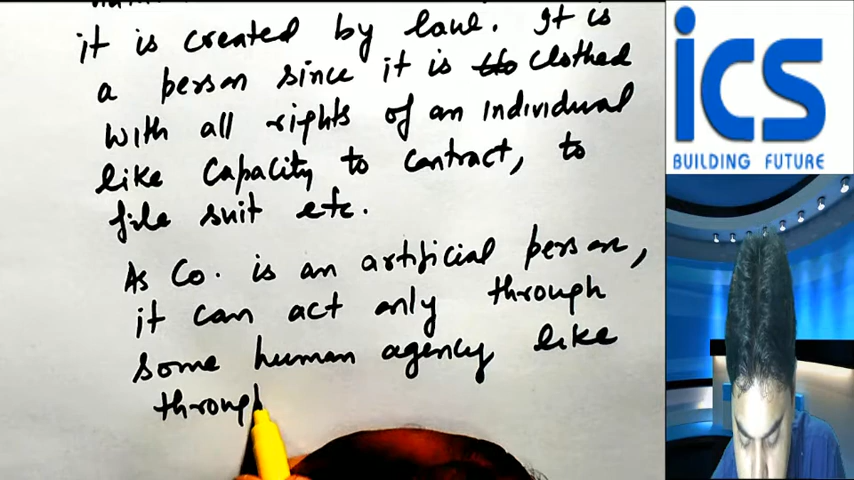 it is created by law. It is
a person since it is clothed
with all rights of an individual
like capacity to contract, to
file suit etc.
As Co. is an artificial person,
it can act only through
some human agency like
through
ICS
BUILDING FUTURE